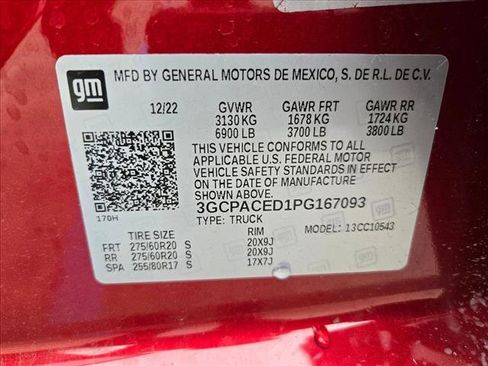 gm
MFD BY GENERAL MOTORS DE MEXICO, S. DE R.L. DE C.V.
12/22 GVWR GAWR FRT GAWR RR
3130 KG 1678 KG 1724 KG
6900 LB 3700 LB 3800 LB
THIS VEHICLE CONFORMS TO ALL
APPLICABLE U.S. FEDERAL MOTOR
VEHICLE SAFETY STANDARDS IN EFFECT
ON THE DATE OF MANUFACTURE
SHOWN ABOVE.
3GCPACED1PG167093
170H TYPE: TRUCK
TIRE SIZE RIM MODEL: 13CC10543
FRT 275/60R20 S 20X9J
RR 275/60R20 S 20X9J
SPA 255/80R17 S 17X7J